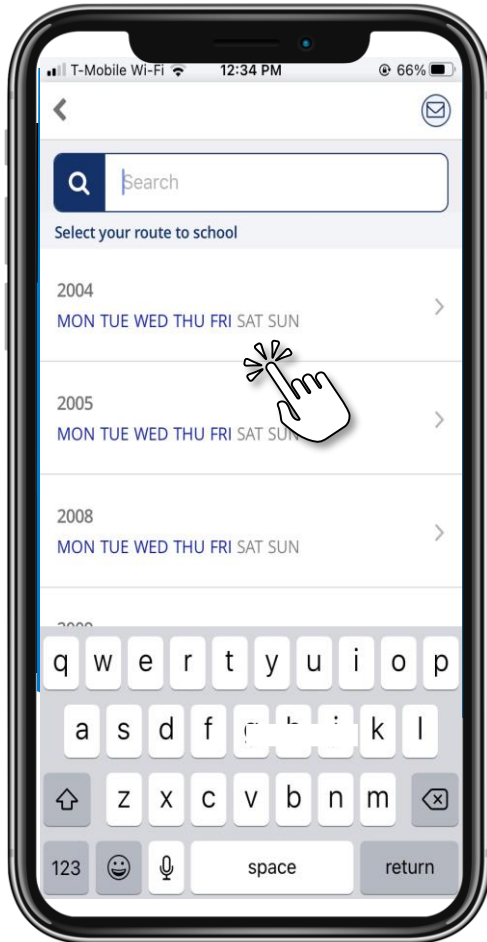 T-Mobile Wi-Fi 12:34 PM 66%
Search
Select your route to school
2004
MON TUE WED THU FRI SAT SUN
2005
MON TUE WED THU FRI SAT SUN
2008
MON TUE WED THU FRI SAT SUN
q w e r t y u i o p
a s d f k l
z x c v b n m
123 space return